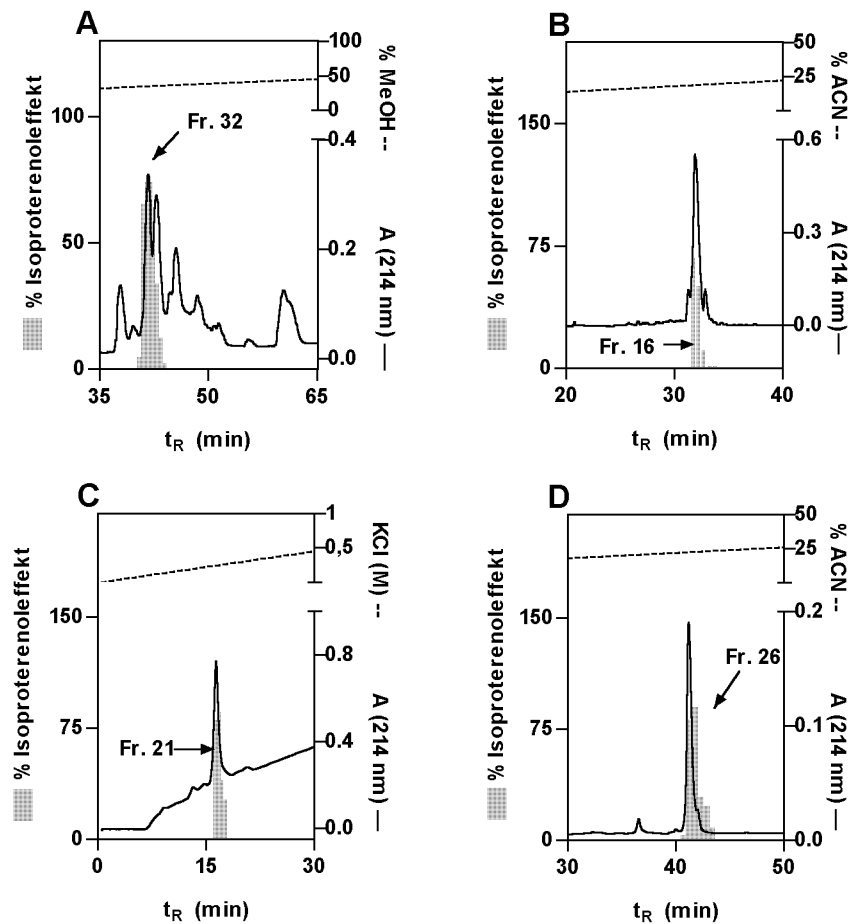 A
% Isoproterenoleffekt
100
50
0
Fr. 32
100
50
0
% MeOH --
0.4
0.2
0.0
A (214 nm) —
35 50 65
tR (min)
B
% Isoproterenoleffekt
150
75
0
Fr. 16
50
25
% ACN --
0.6
0.3
0.0
A (214 nm) —
20 30 40
tR (min)
C
% Isoproterenoleffekt
150
75
0
Fr. 21
1
0,5
KCl (M) --
0.8
0.4
0.0
A (214 nm) —
0 15 30
tR (min)
D
% Isoproterenoleffekt
150
75
0
Fr. 26
50
25
% ACN --
0.2
0.1
0.0
A (214 nm) —
30 40 50
tR (min)